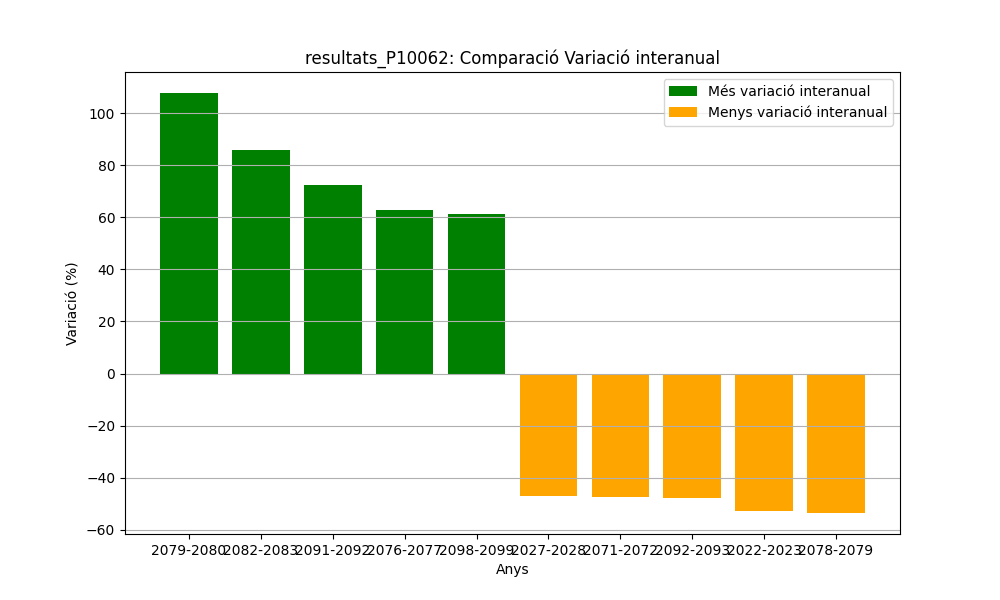 resultats_P10062: Comparació Variació interanual
Més variació interanual
Menys variació interanual
Variació (%)
100
80
60
40
20
0
−20
−40
−60
2079-2080 2082-2083 2091-2092 2076-2077 2098-2099 2027-2028 2071-2072 2092-2093 2022-2023 2078-2079
Anys